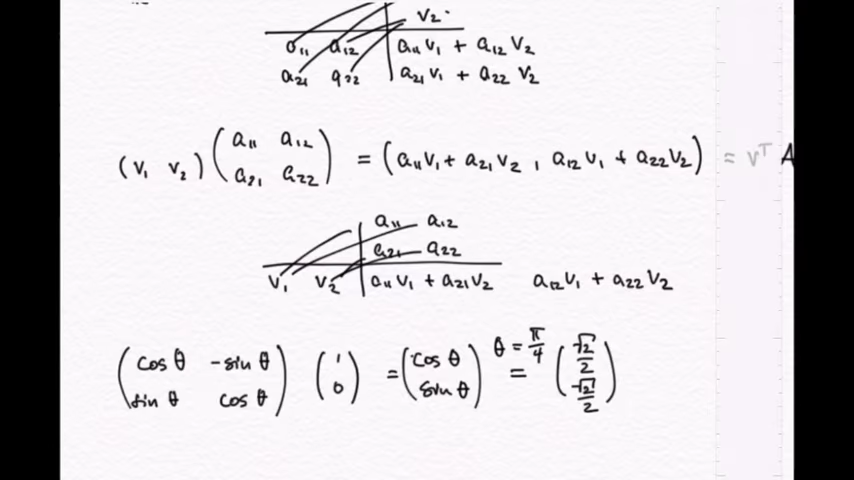 v₂
a₁₁ a₁₂ a₁₁v₁ + a₁₂v₂
a₂₁ a₂₂ a₂₁v₁ + a₂₂v₂
(v₁ v₂) (a₁₁ a₁₂ = (a₁₁v₁ + a₂₁v₂ , a₁₂v₁ + a₂₂v₂) = vᵀ A
a₂₁ a₂₂)
a₁₁ a₁₂
a₂₁ a₂₂
v₁ v₂ a₁₁v₁ + a₂₁v₂ a₁₂v₁ + a₂₂v₂
(cos θ -sin θ (1 = (cos θ θ = π/4 (√2/2
sin θ cos θ) 0) sin θ) = √2/2)